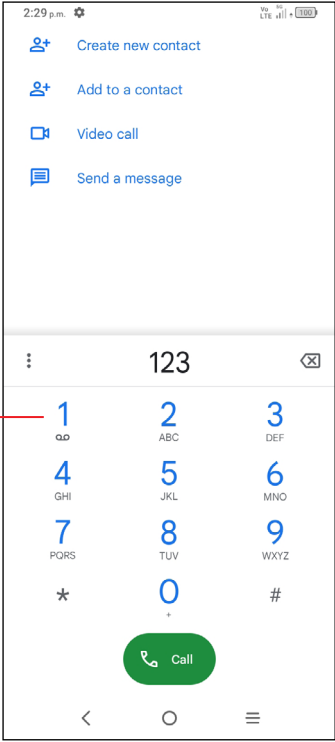 2:29 p.m. Vo LTE 5G 100
Create new contact
Add to a contact
Video call
Send a message
123
1 2 3
ABC DEF
4 5 6
GHI JKL MNO
7 8 9
PQRS TUV WXYZ
* 0 #
+
Call